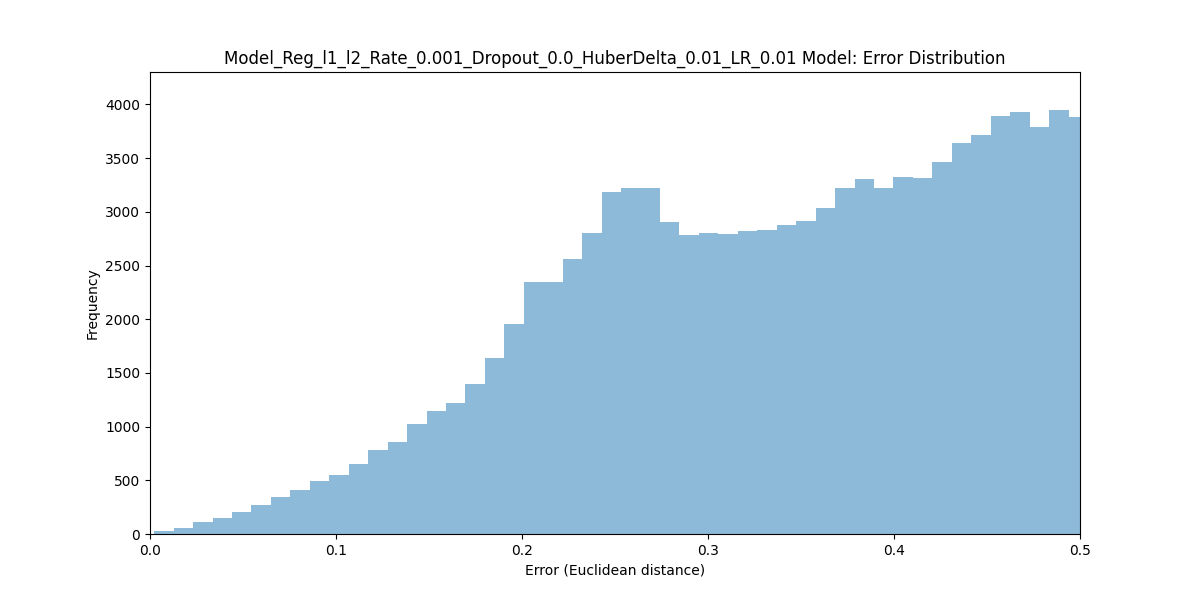 Model_Reg_l1_l2_Rate_0.001_Dropout_0.0_HuberDelta_0.01_LR_0.01 Model: Error Distribution
4000
3500
3000
2500
2000
1500
1000
500
0
Frequency
0.0 0.1 0.2 0.3 0.4 0.5
Error (Euclidean distance)